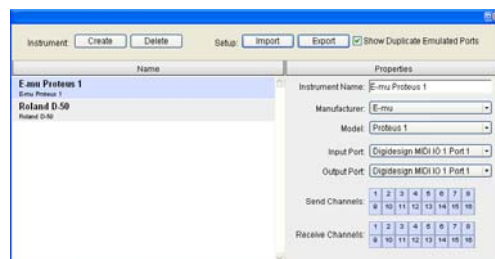 Instrument: Create Delete Setup: Import Export Show Duplicate Emulated Ports
Name
Properties
E-mu Proteus 1
E-mu Proteus 1
Roland D-50
Roland D-50
Instrument Name: E-mu Proteus 1
Manufacturer: E-mu
Model: Proteus 1
Input Port: Digidesign MIDI IO 1 Port 1
Output Port: Digidesign MIDI IO 1 Port 1
Send Channels: 1 2 3 4 5 6 7 8
9 10 11 12 13 14 15 16
Receive Channels: 1 2 3 4 5 6 7 8
9 10 11 12 13 14 15 16